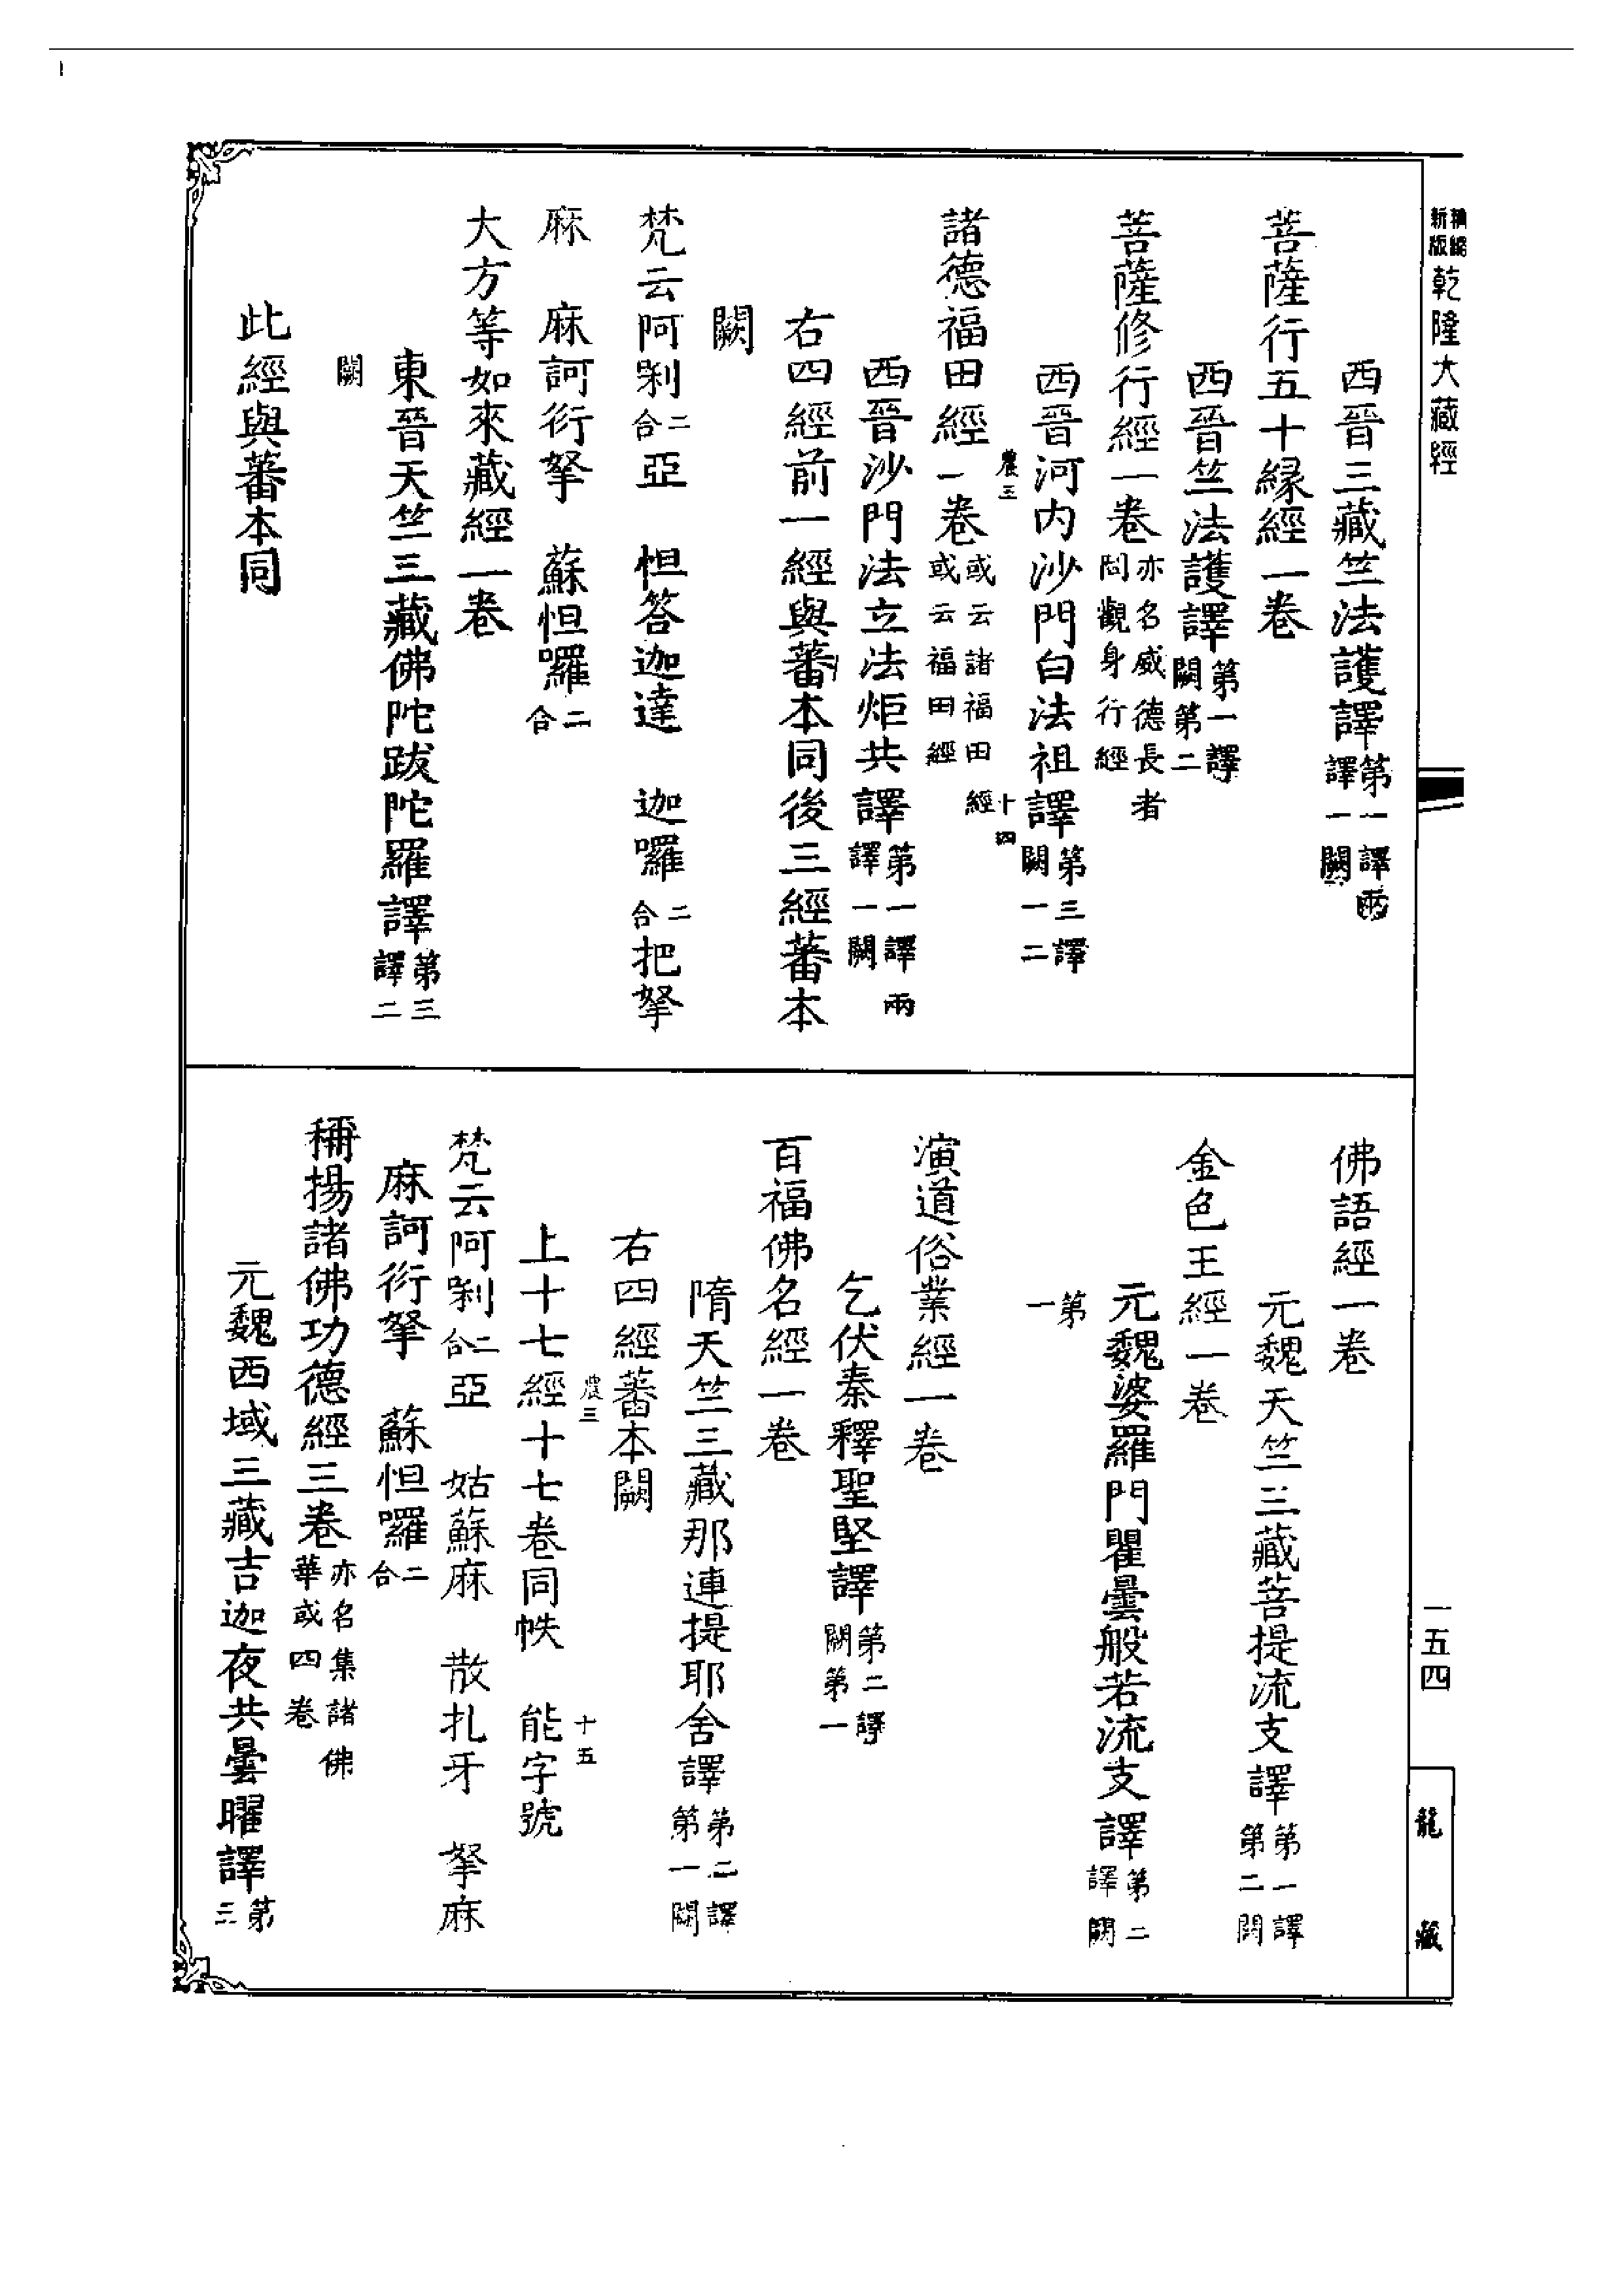 精縮新版乾隆大藏經
西晉三藏竺法護譯第一譯兩譯一闕
菩薩行五十緣經一卷
西晉竺法護譯第一譯闕第二
菩薩修行經一卷亦名威德長者問觀身行經
西晉河内沙門白法祖譯第三譯闕一二
農三 十四
諸德福田經一卷或云諸福田經或云福田經
西晉沙門法立法炬共譯第一譯兩譯一闕
右四經前一經與蕃本同後三經蕃本
闕
梵云阿剎二合亞 怛答迦達 迦囉二合把拏
麻 麻訶衍拏 蘇怛囉二合
大方等如來藏經一卷
東晉天竺三藏佛陀跋陀羅譯第三譯二
闕
此經與蕃本同
佛語經一卷
元魏天竺三藏菩提流支譯第一譯第二闕
金色王經一卷
元魏婆羅門瞿曇般若流支譯第二譯闕
第一
演道俗業經一卷
乞伏秦釋聖堅譯第二譯闕第一
百福佛名經一卷
隋天竺三藏那連提耶舍譯第二譯第一闕
右四經蕃本闕
農三 十五
上十七經十七卷同帙 能字號
梵云阿剎二合亞 姑蘇麻 散扎牙 拏麻
麻訶衍拏 蘇怛囉二合
稱揚諸佛功德經三卷亦名集諸佛華或四卷
元魏西域三藏吉迦夜共曇曜譯第三
一五四
龍藏